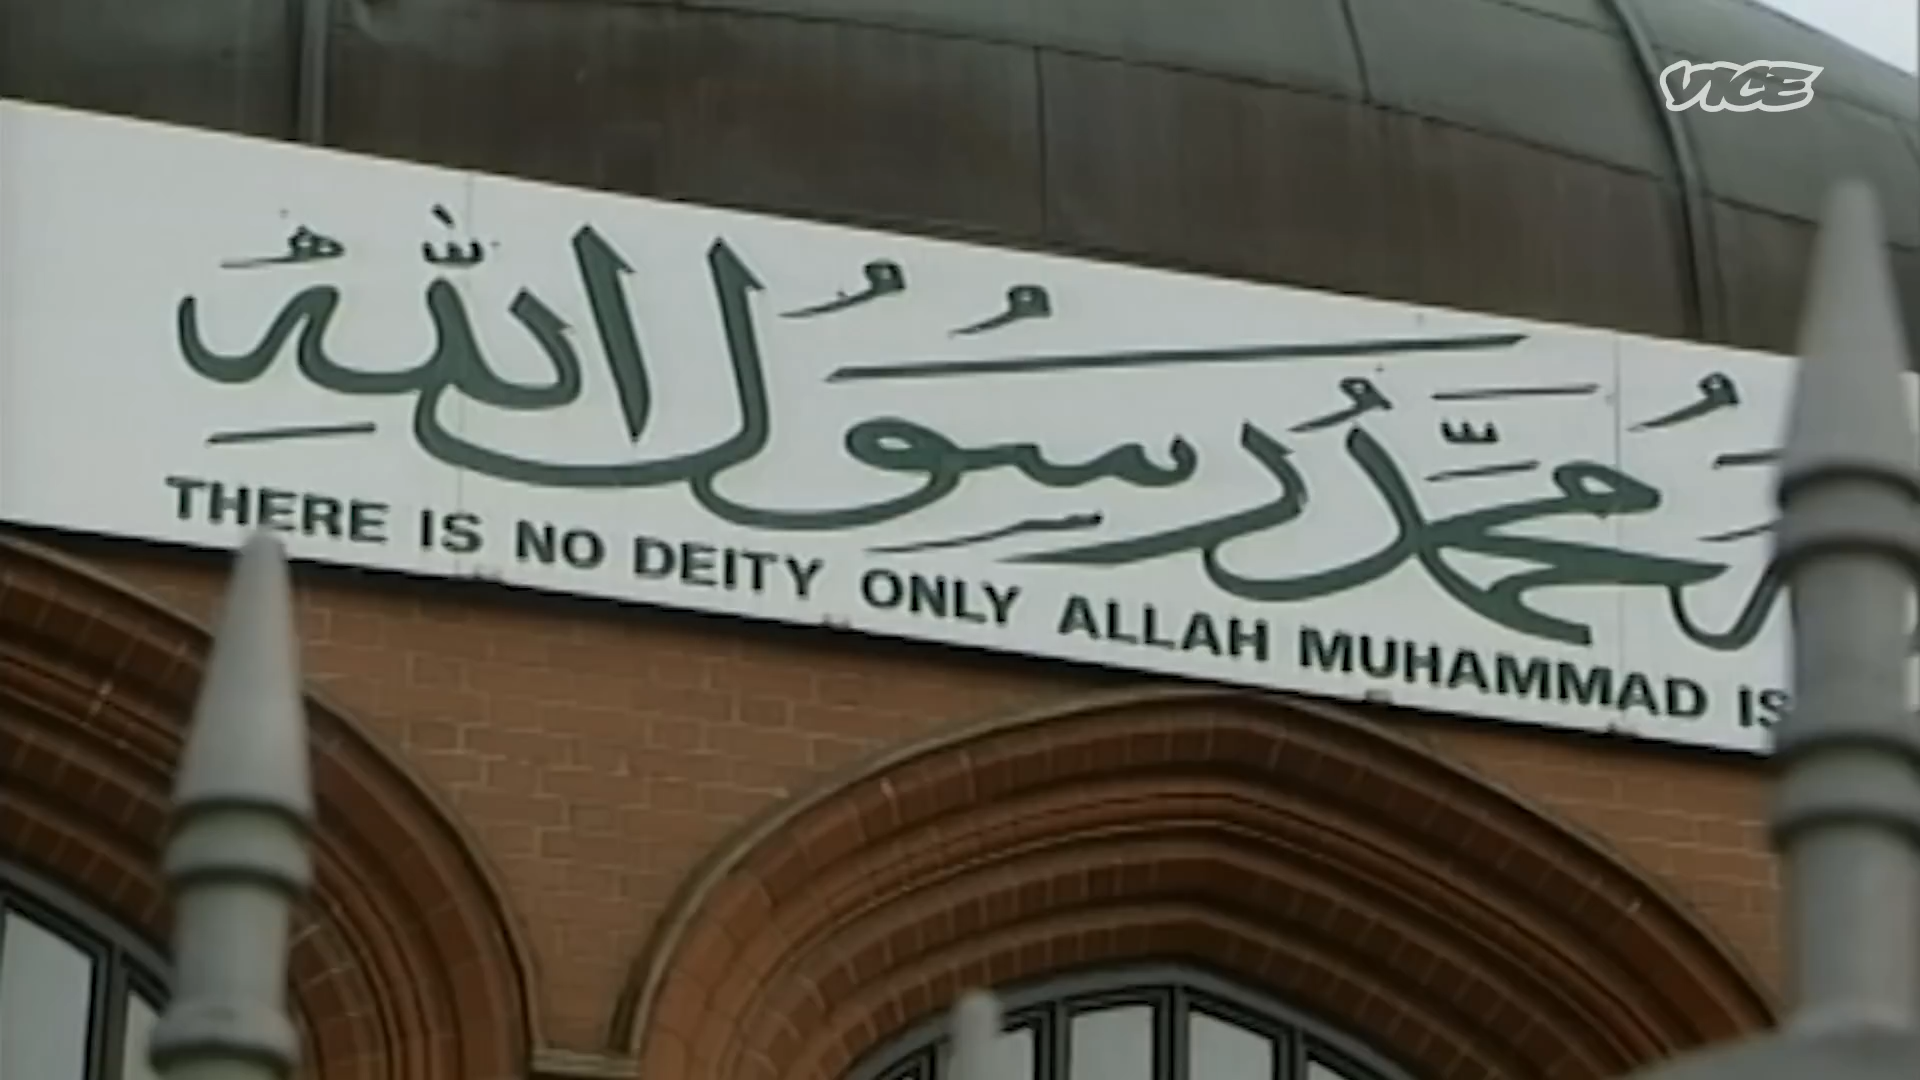 VICE
محمد رسول الله
THERE IS NO DEITY ONLY ALLAH MUHAMMAD IS